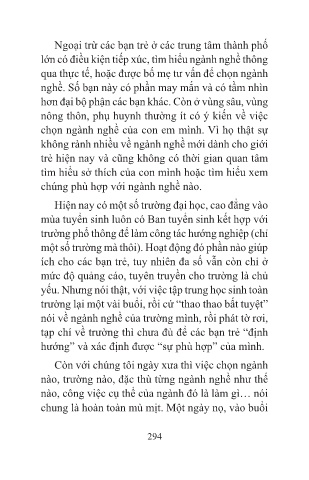 Ngoại trừ các bạn trẻ ở các trung tâm thành phố
lớn có điều kiện tiếp xúc, tìm hiểu ngành nghề thông
qua thực tế, hoặc được bố mẹ tư vấn để chọn ngành
nghề. Số bạn này có phần may mắn và có tầm nhìn
hơn đại bộ phận các bạn khác. Còn ở vùng sâu, vùng
nông thôn, phụ huynh thường ít có ý kiến về việc
chọn ngành nghề của con em mình. Vì họ thật sự
không rành nhiều về ngành nghề mới dành cho giới
trẻ hiện nay và cũng không có thời gian quan tâm
tìm hiểu sở thích của con mình hoặc tìm hiểu xem
chúng phù hợp với ngành nghề nào.
Hiện nay có một số trường đại học, cao đẳng vào
mùa tuyển sinh luôn có Ban tuyển sinh kết hợp với
trường phổ thông để làm công tác hướng nghiệp (chỉ
một số trường mà thôi). Hoạt động đó phần nào giúp
ích cho các bạn trẻ, tuy nhiên đa số vẫn còn chỉ ở
mức độ quảng cáo, tuyên truyền cho trường là chủ
yếu. Nhưng nói thật, với việc tập trung học sinh toàn
trường lại một vài buổi, rồi cứ “thao thao bất tuyệt”
nói về ngành nghề của trường mình, rồi phát tờ rơi,
tạp chí về trường thì chưa đủ để các bạn trẻ “định
hướng” và xác định được “sự phù hợp” của mình.
Còn với chúng tôi ngày xưa thì việc chọn ngành
nào, trường nào, đặc thù từng ngành nghề như thế
nào, công việc cụ thể của ngành đó là làm gì… nói
chung là hoàn toàn mù mịt. Một ngày nọ, vào buổi
294